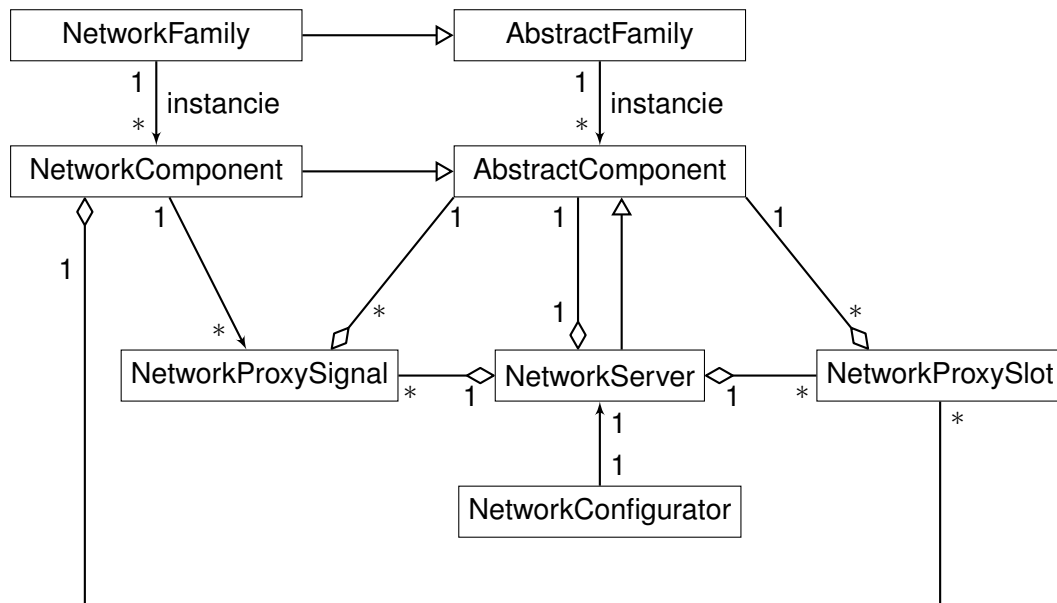 NetworkFamily AbstractFamily
1 1
instancie instancie
* *
NetworkComponent AbstractComponent
1 1 1 1
1
* * 1 *
NetworkProxySignal NetworkServer NetworkProxySlot
* 1 1 * *
1
1
NetworkConfigurator